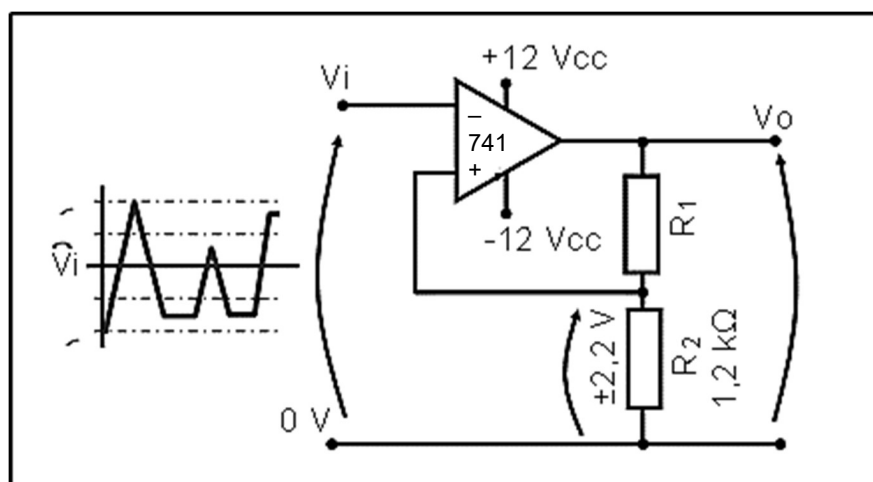 +12 Vcc
Vi
Vo
–
741
+
-12 Vcc
R1
Vi
±2,2 V
R2
1,2 kΩ
0 V